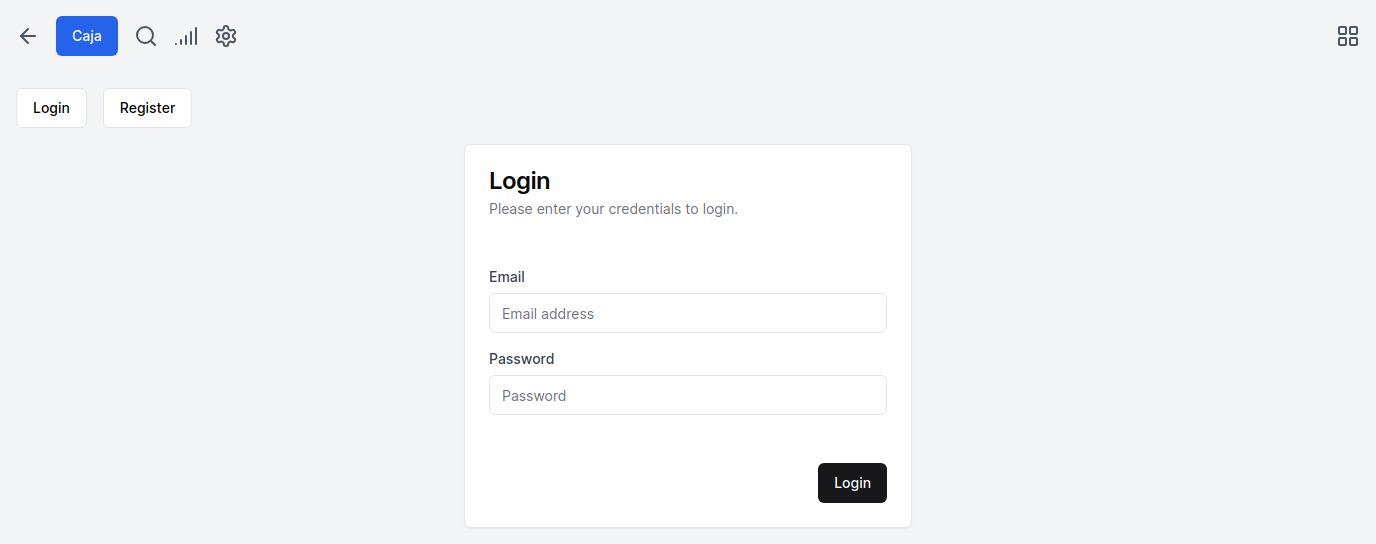 Caja
Login Register
Login
Please enter your credentials to login.
Email
Email address
Password
Password
Login